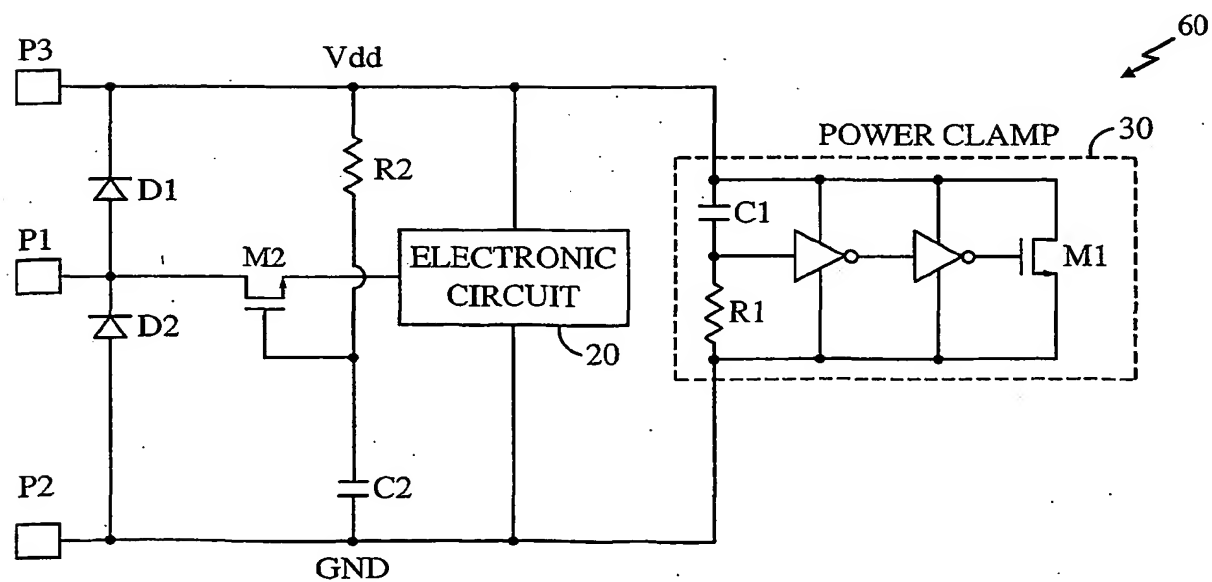 60
P3
Vdd
POWER CLAMP
30
R2
D1
C1
P1
M2
ELECTRONIC
CIRCUIT
M1
D2
R1
20
P2
C2
GND